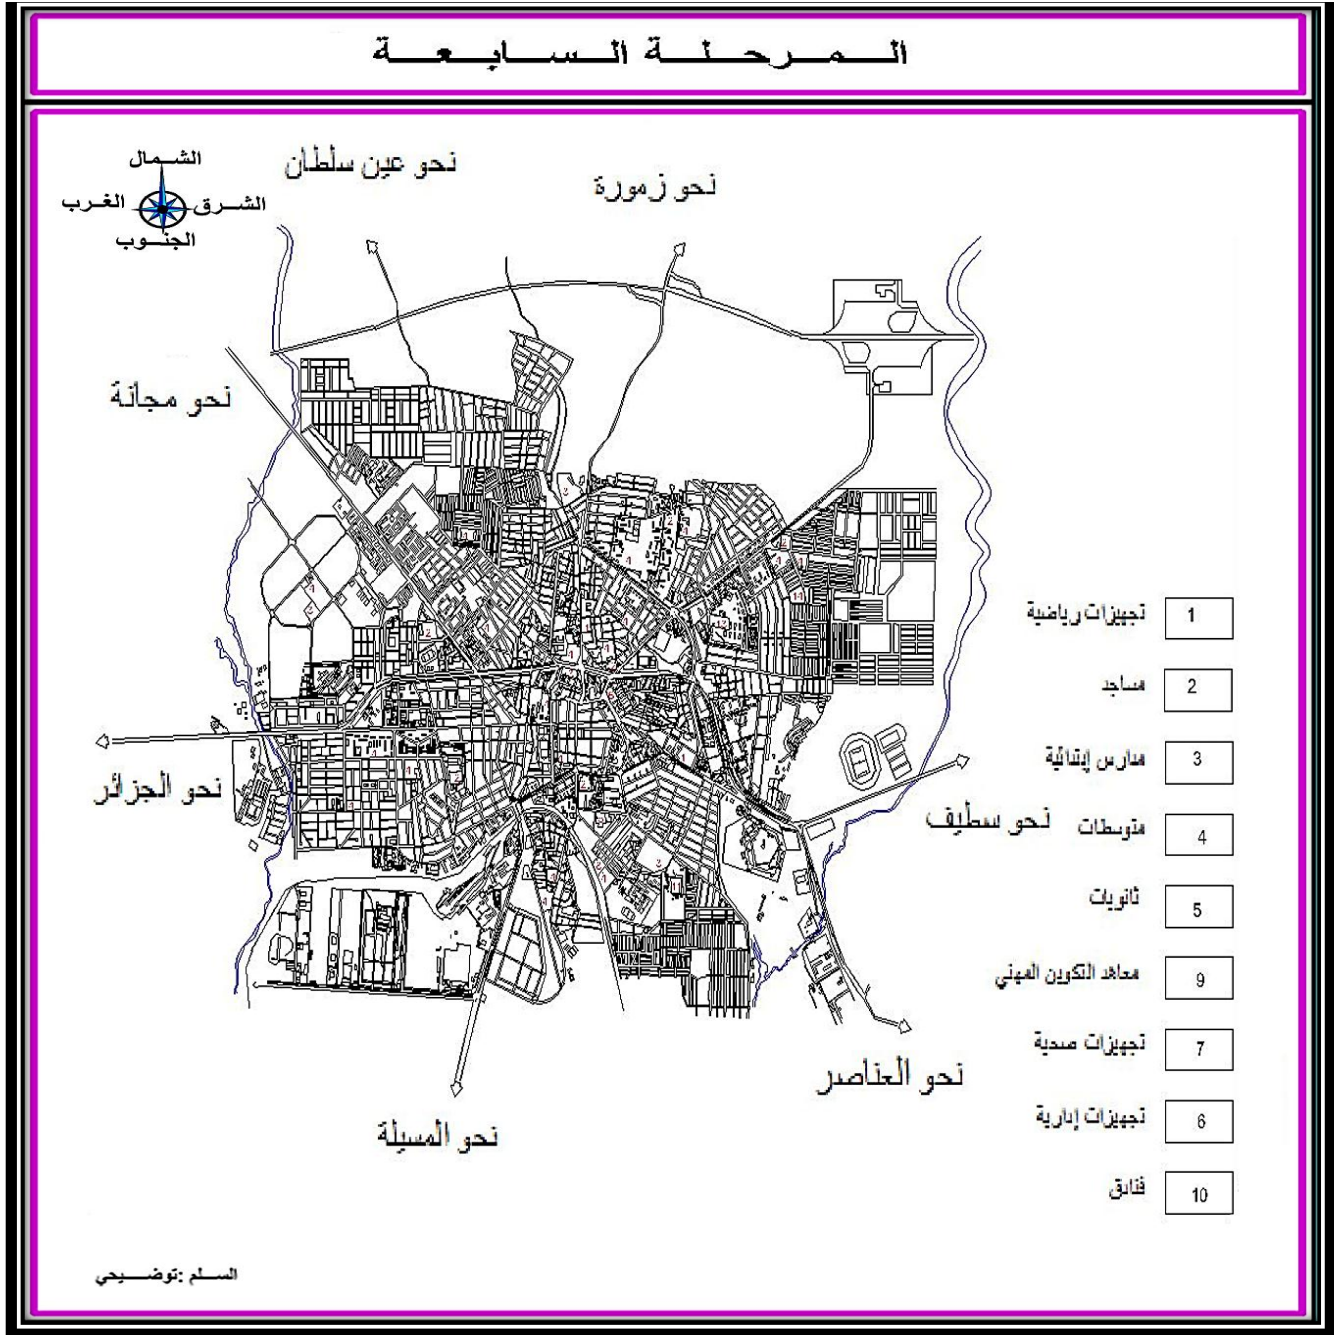 المرحلة السابعة
نحو عين سلطان
نحو زمورة
الشمال
الشرق
الغرب
الجنوب
نحو مجانة
نحو الجزائر
نحو سطيف
نحو العناصر
نحو المسيلة
تجهيزات رياضية 1
مساجد 2
مدارس إبتدائية 3
متوسطات 4
ثانويات 5
معاهد التكوين المهني 9
تجهيزات صحية 7
تجهيزات إدارية 6
فنادق 10
السلم :توضيحي